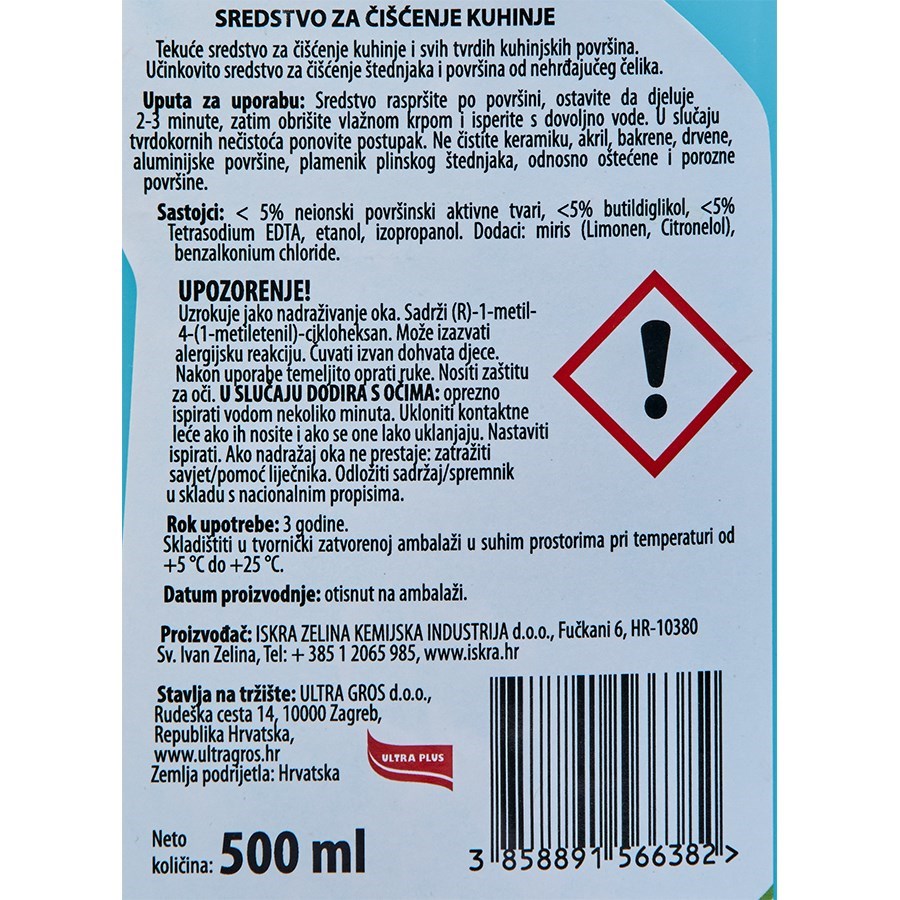 SREDSTVO ZA ČIŠĆENJE KUHINJE
Tekuće sredstvo za čišćenje kuhinje i svih tvrdih kuhinjskih površina.
Učinkovito sredstvo za čišćenje štednjaka i površina od nehrđajučeg čelika.
Uputa za uporabu: Sredstvo raspršite po površini, ostavite da djeluje
2-3 minute, zatim obrišite vlažnom krpom i isperite s dovoljno vode. U slučaju
tvrdokornih nečistoća ponovite postupak. Ne čistite keramiku, akril, bakrene, drvene,
aluminijske površine, plamenik plinskog štednjaka, odnosno oštećene i porozne
površine.
Sastojci: < 5% neionski površinski aktivne tvari, <5% butildiglikol, <5%
Tetrasodium EDTA, etanol, izopropanol. Dodaci: miris (Limonen, Citronelol),
benzalkonium chloride.
UPOZORENJE!
Uzrokuje jako nadraživanje oka. Sadrži (R)-1-metil-
4-(1-metiletenil)-cikloheksan. Može izazvati
alergijsku reakciju. Čuvati izvan dohvata djece.
Nakon uporabe temeljito oprati ruke. Nositi zaštitu
za oči. U SLUČAJU DODIRA S OČIMA: oprezno
ispirati vodom nekoliko minuta. Ukloniti kontaktne
leće ako ih nosite i ako se one lako uklanjaju. Nastaviti
ispirati. Ako nadražaj oka ne prestaje: zatražiti
savjet/pomoć liječnika. Odložiti sadržaj/spremnik
u skladu s nacionalnim propisima.
Rok upotrebe: 3 godine.
Skladištiti u tvornički zatvorenoj ambalaži u suhim prostorima pri temperaturi od
+5 °C do +25 °C.
Datum proizvodnje: otisnut na ambalaži.
Proizvođač: ISKRA ZELINA KEMIJSKA INDUSTRIJA d.o.o., Fučkani 6, HR-10380
Sv. Ivan Zelina, Tel: + 385 1 2065 985, www.iskra.hr
Stavlja na tržište: ULTRA GROS d.o.o.,
Rudeška cesta 14, 10000 Zagreb,
Republika Hrvatska,
www.ultragros.hr
Zemlja podrijetla: Hrvatska
ULTRA PLUS
Neto
količina: 500 ml
3 858891 566382 >